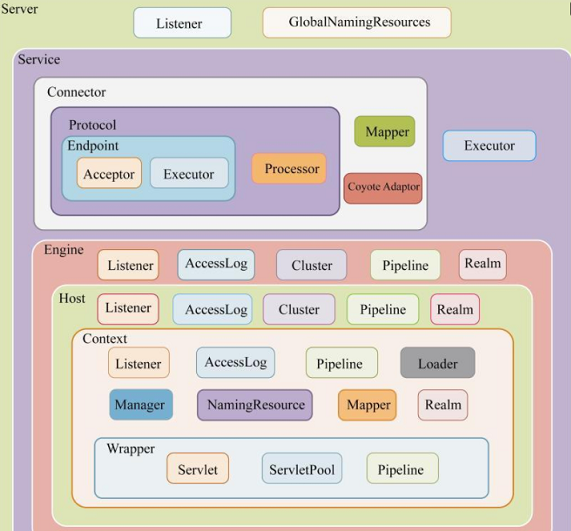 Server
Listener
GlobalNamingResources
Service
Connector
Protocol
Endpoint
Acceptor
Executor
Processor
Mapper
Coyote Adaptor
Executor
Engine
Listener
AccessLog
Cluster
Pipeline
Realm
Host
Listener
AccessLog
Cluster
Pipeline
Realm
Context
Listener
AccessLog
Pipeline
Loader
Manager
NamingResource
Mapper
Realm
Wrapper
Servlet
ServletPool
Pipeline